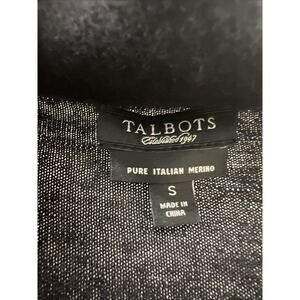 TALBOTS
Established 1947
PURE ITALIAN MERINO
S
MADE IN
CHINA